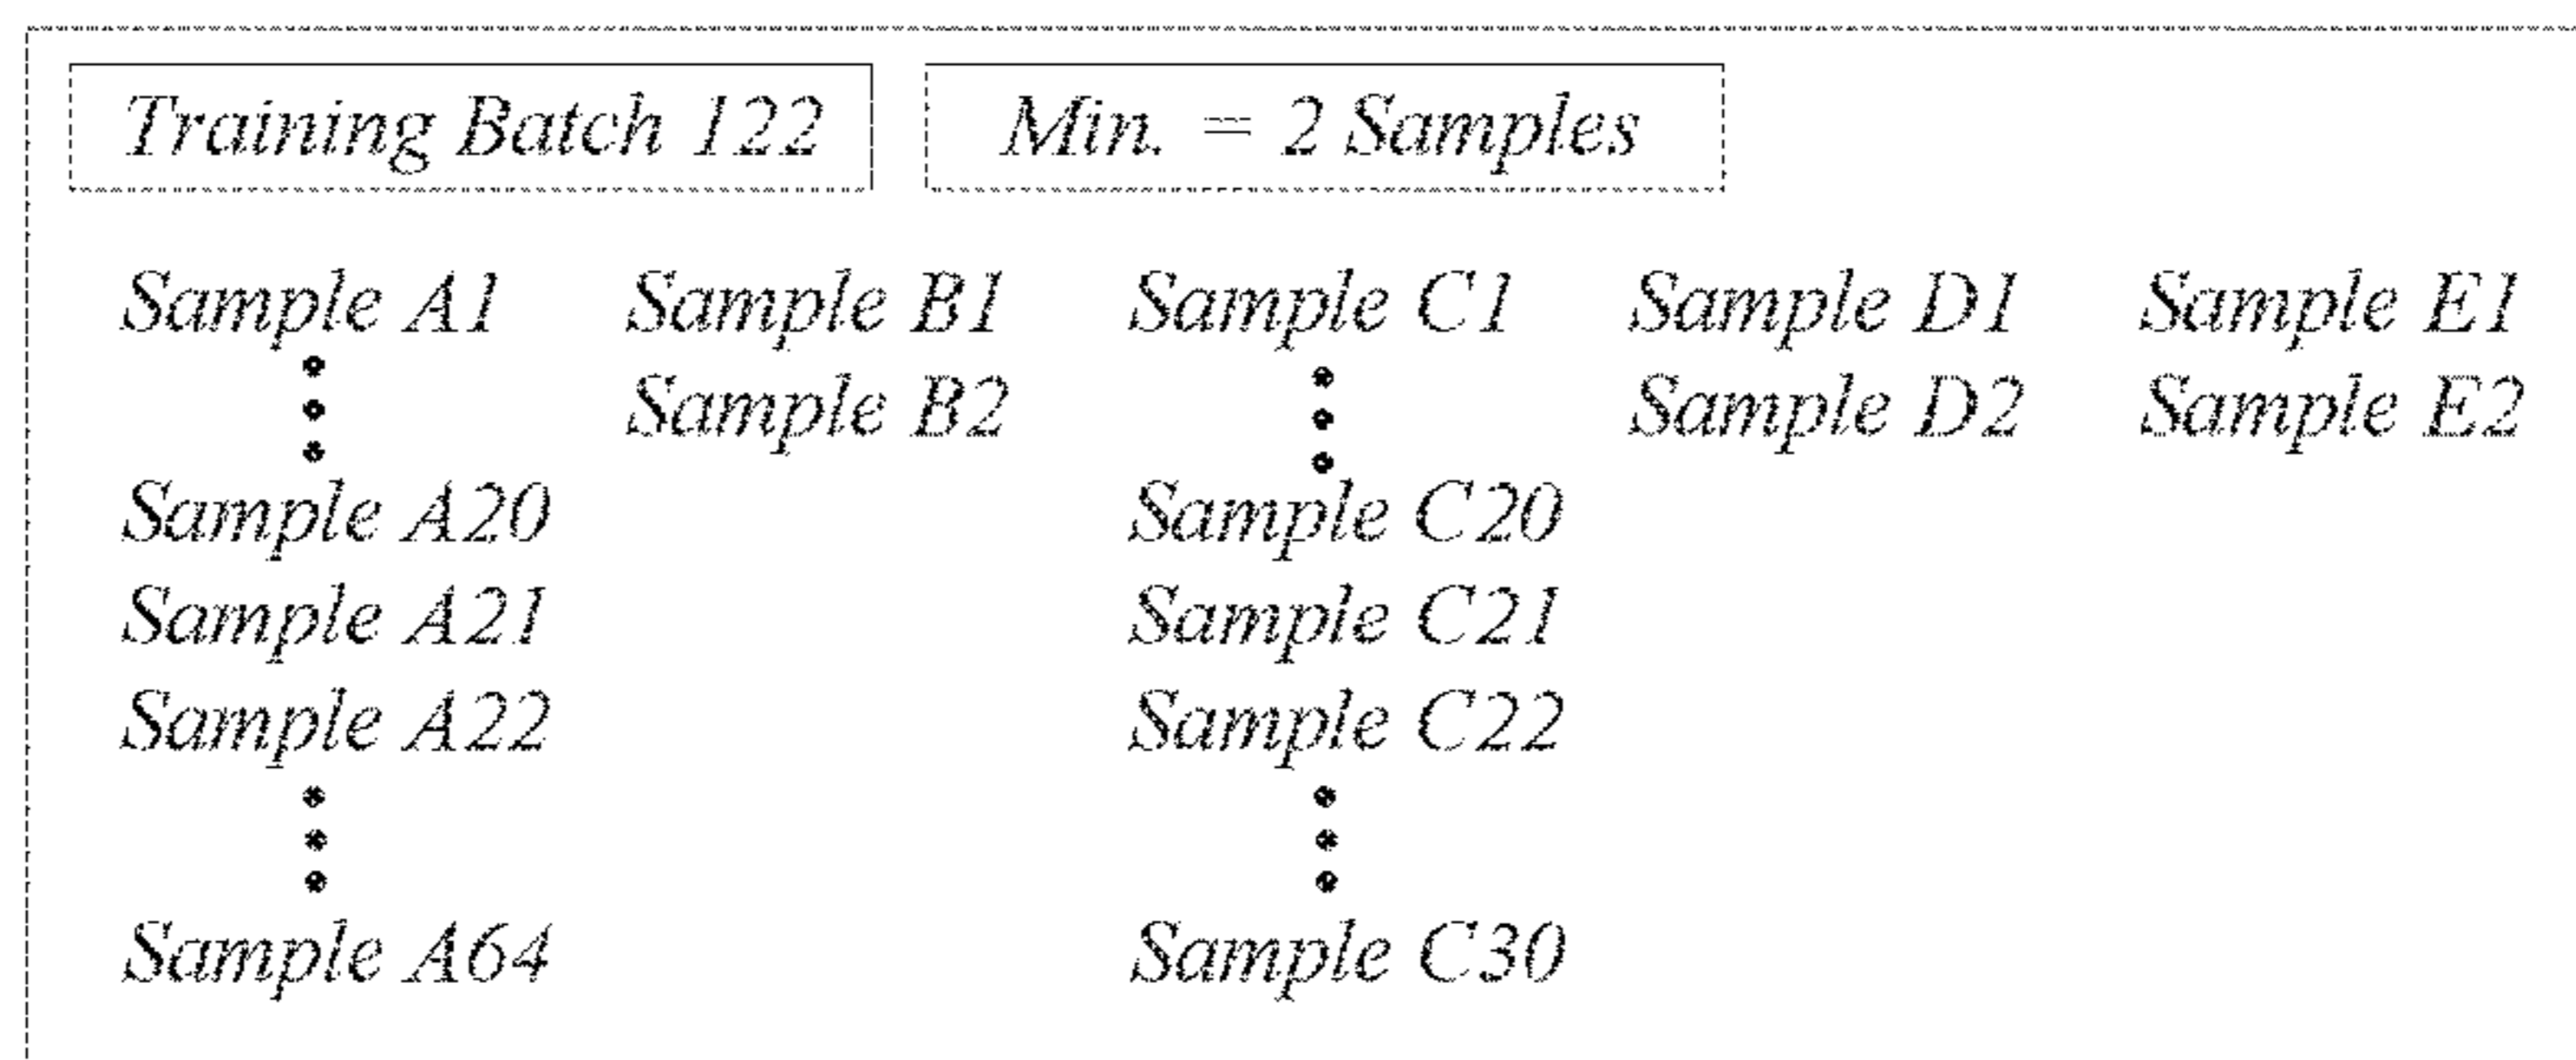 Training Batch 122 Min. = 2 Samples
Sample A1 Sample B1 Sample C1 Sample D1 Sample E1
Sample B2 Sample D2 Sample E2
Sample A20 Sample C20
Sample A21 Sample C21
Sample A22 Sample C22
Sample A64 Sample C30